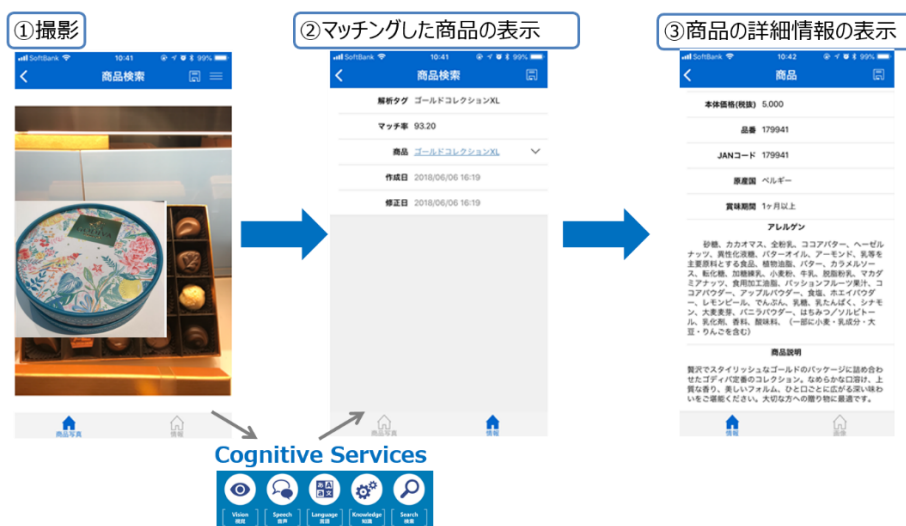 ①撮影
②マッチングした商品の表示
③商品の詳細情報の表示
SoftBank 10:41 99%
商品検索
GODIVA
商品写真
情報
SoftBank 10:41 99%
商品検索
解析タグ ゴールドコレクションXL
マッチ率 93.20
商品 ゴールドコレクションXL
作成日 2018/06/06 16:19
修正日 2018/06/06 16:19
商品写真
情報
SoftBank 10:42 99%
商品
本体価格(税抜) 5.000
品番 179941
JANコード 179941
原産国 ベルギー
賞味期間 1ヶ月以上
アレルゲン
砂糖、カカオマス、全粉乳、ココアバター、ヘーゼル
ナッツ、異性化液糖、バターオイル、アーモンド、乳等を
主要原料とする食品、植物油脂、バター、カラメルソー
ス、転化糖、加糖練乳、小麦粉、牛乳、脱脂粉乳、マカダ
ミアナッツ、食用加工油脂、パッションフルーツ果汁、コ
コアパウダー、アップルパウダー、食塩、ホエイパウダ
ー、レモンピール、でんぷん、乳糖、乳たんぱく、シナモ
ン、大麦麦芽、バニラパウダー、はちみつ／ソルビトー
ル、乳化剤、香料、酸味料、（一部に小麦・乳成分・大
豆・りんごを含む）
商品説明
贅沢でスタイリッシュなゴールドのパッケージに詰め合わ
せたゴディバ定番のコレクション。なめらかな口溶け、上
質な香り、美しいフォルム、ひと口ごとに広がる深い味わ
いをご堪能ください。大切な方への贈り物に最適です。
情報
画像
Cognitive Services
Vision
視覚
Speech
音声
Language
言語
Knowledge
知識
Search
検索